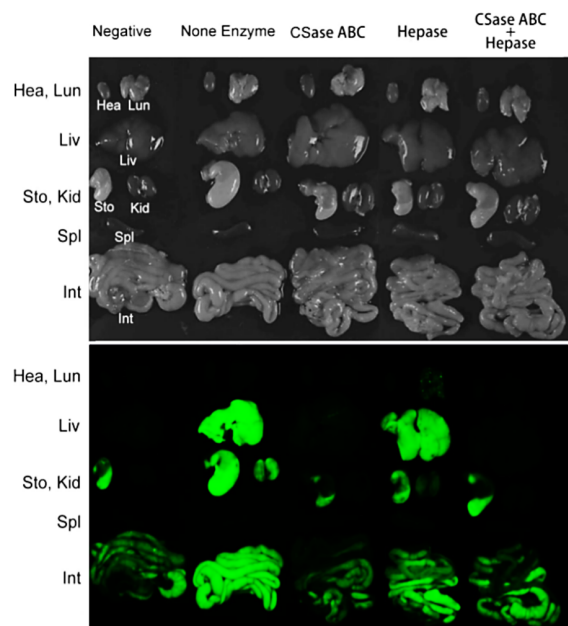 Negative None Enzyme CSase ABC Hepase CSase ABC
+
Hepase
Hea, Lun
Hea Lun
Liv
Liv
Sto, Kid
Sto Kid
Spl
Spl
Int
Int
Hea, Lun
Liv
Sto, Kid
Spl
Int